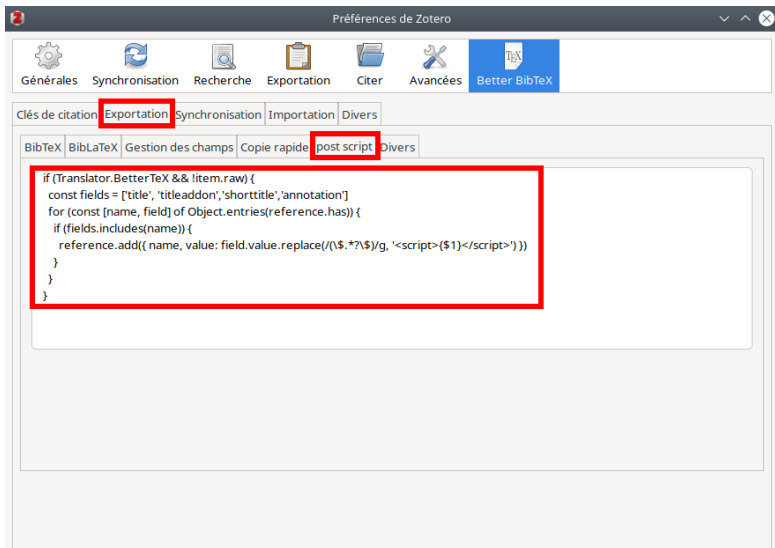 Préférences de Zotero
Générales Synchronisation Recherche Exportation Citer Avancées Better BibTeX
Clés de citation Exportation Synchronisation Importation Divers
BibTeX BibLaTeX Gestion des champs Copie rapide post script Divers
if (Translator.BetterTeX && !item.raw) {
const fields = ['title', 'titleaddon','shorttitle','annotation']
for (const [name, field] of Object.entries(reference.has)) {
if (fields.includes(name)) {
reference.add({ name, value: field.value.replace(/(\$.*?\$)/g, '<script>{$1}</script>') })
}
}
}